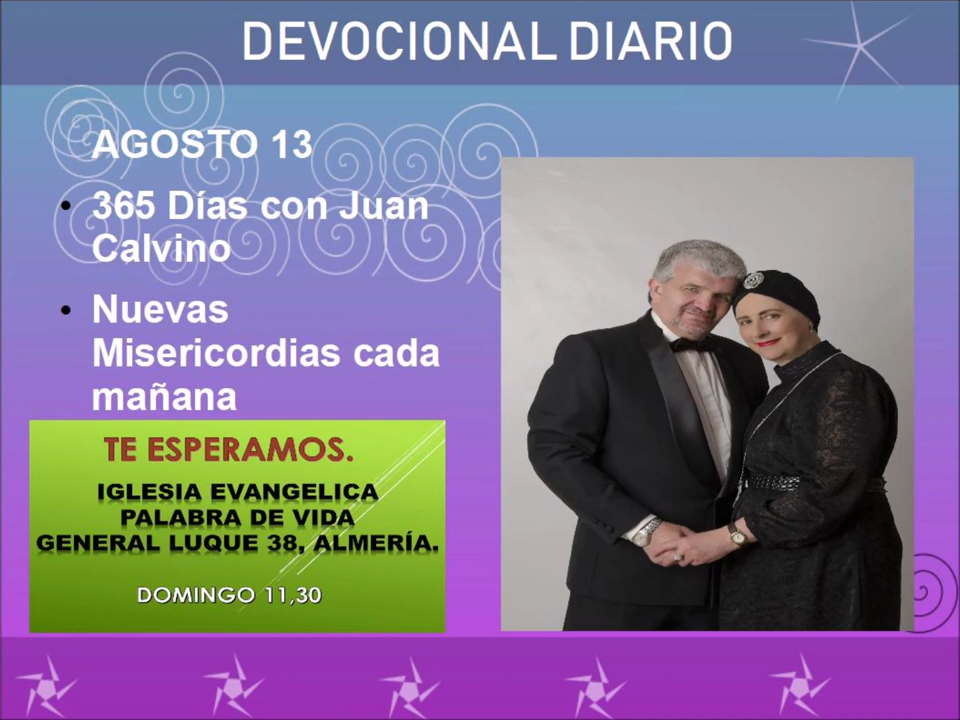 DEVOCIONAL DIARIO
AGOSTO 13
• 365 Días con Juan
Calvino
• Nuevas
Misericordias cada
mañana
TE ESPERAMOS.
IGLESIA EVANGELICA
PALABRA DE VIDA
GENERAL LUQUE 38, ALMERÍA.
DOMINGO 11,30